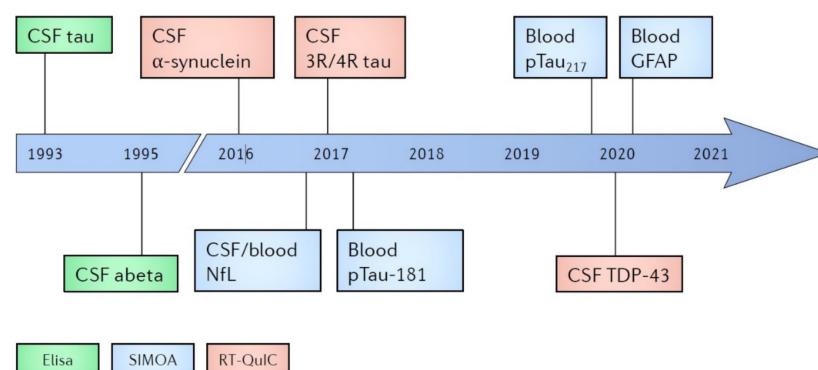 CSF tau
CSF
α-synuclein
CSF
3R/4R tau
Blood
pTau₂₁₇
Blood
GFAP
1993 1995 2016 2017 2018 2019 2020 2021
CSF abeta
CSF/blood
NfL
Blood
pTau-181
CSF TDP-43
Elisa SIMOA RT-QuIC